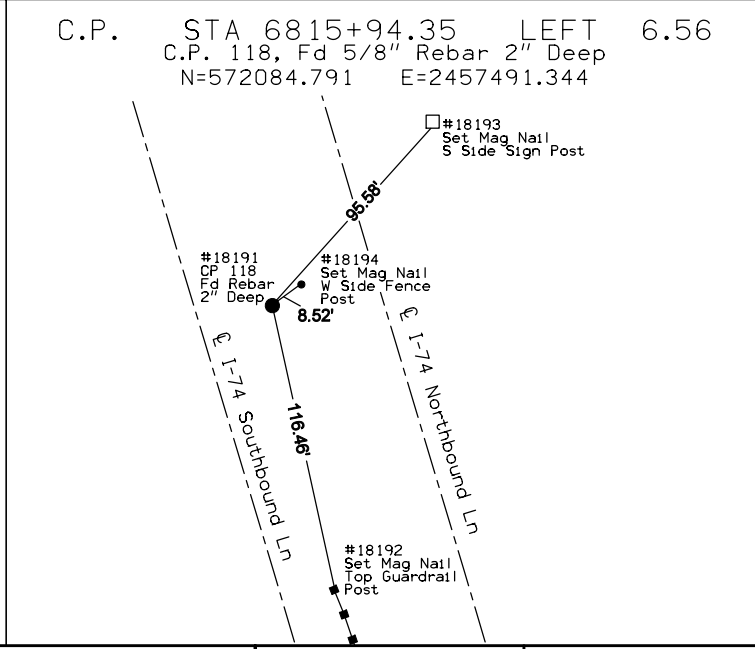 C.P. STA 6815+94.35 LEFT 6.56
C.P. 118, Fd 5/8" Rebar 2" Deep
N=572084.791 E=2457491.344
#18193
Set Mag Nail
S Side Sign Post
95.58'
#18191
CP 118
Fd Rebar
2" Deep
#18194
Set Mag Nail
W Side Fence
Post
8.52'
℄ I-74 Southbound Ln
℄ I-74 Northbound Ln
116.46'
#18192
Set Mag Nail
Top Guardrail
Post